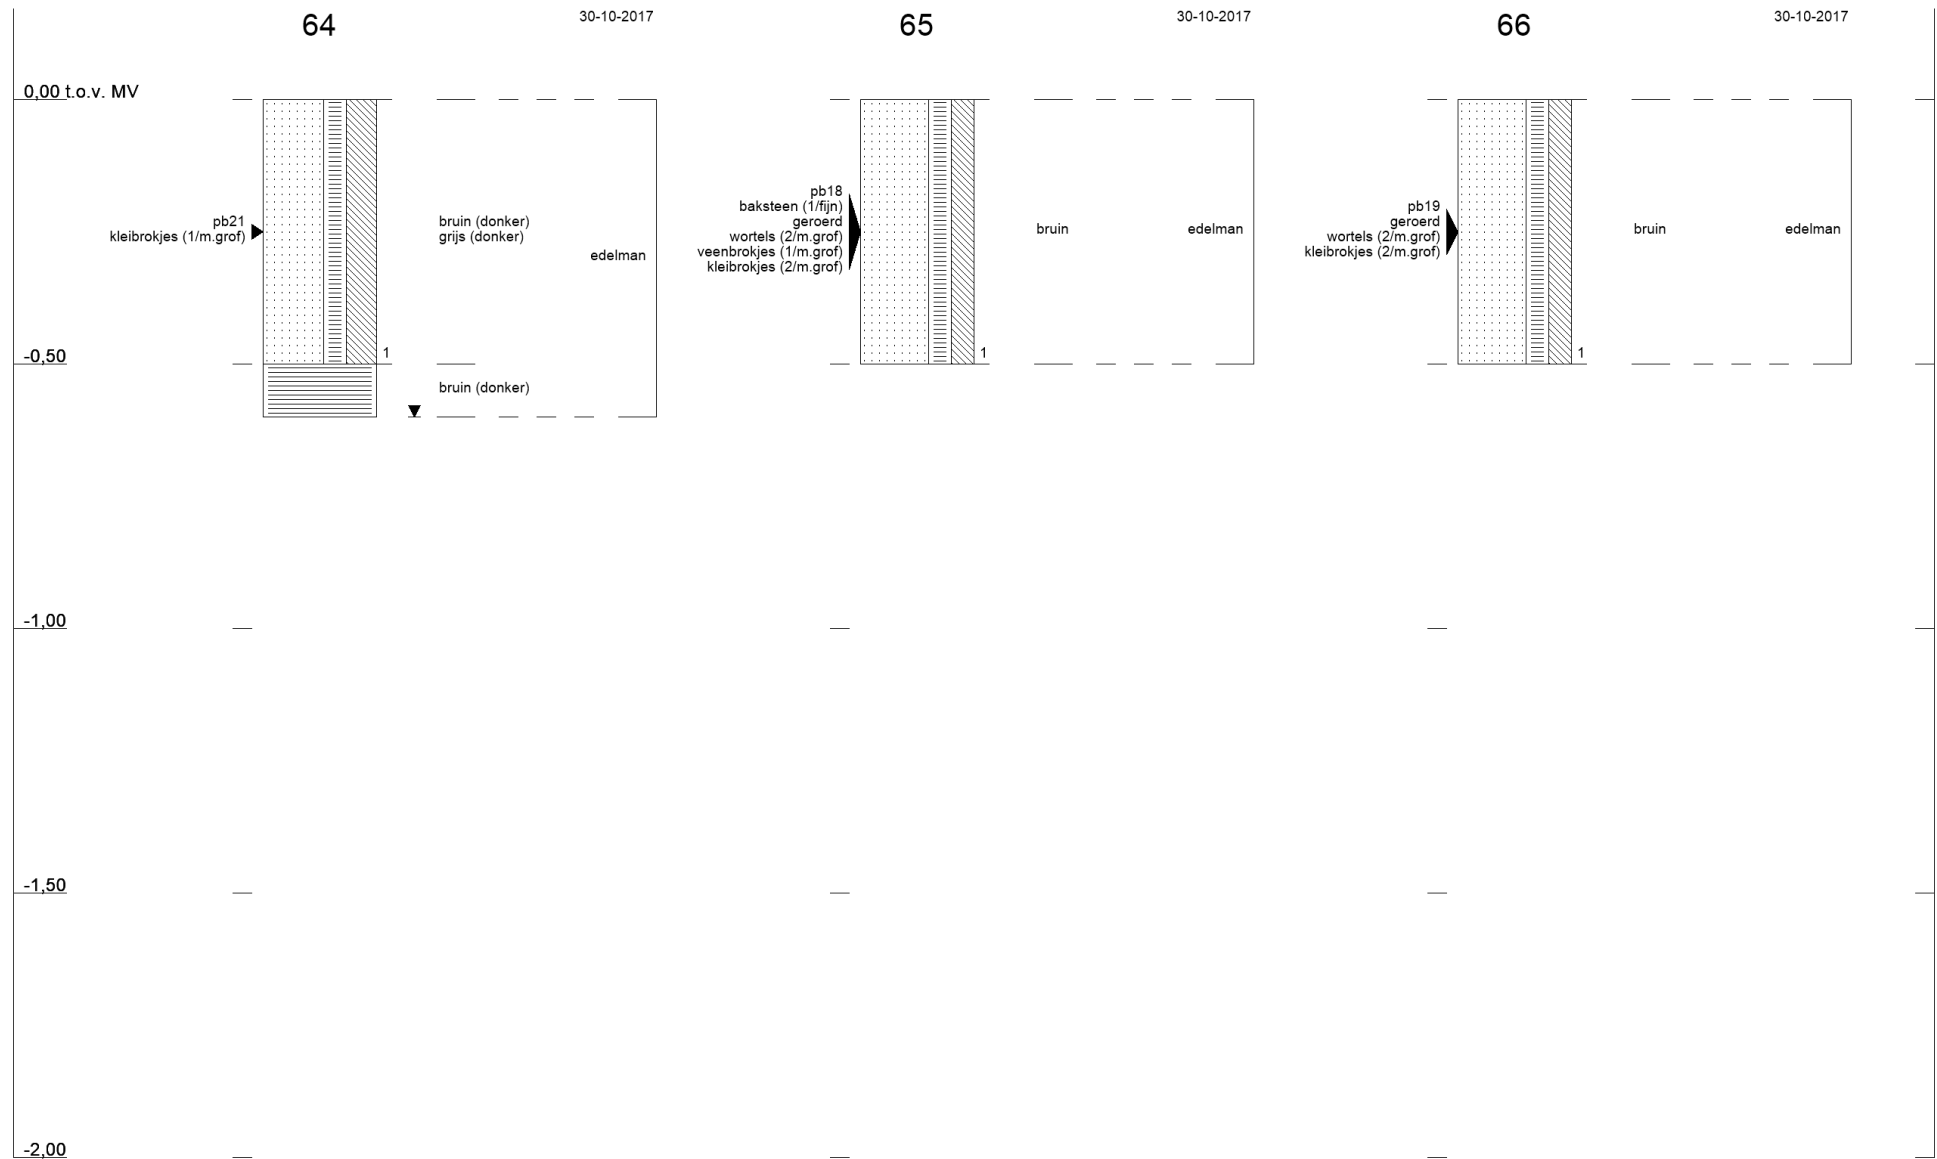 64
30-10-2017
65
30-10-2017
66
30-10-2017
0,00 t.o.v. MV
pb21
kleibrokjes (1/m.grof)
bruin (donker)
grijs (donker)
edelman
1
bruin (donker)
pb18
baksteen (1/fijn)
geroerd
wortels (2/m.grof)
veenbrokjes (1/m.grof)
kleibrokjes (2/m.grof)
bruin
edelman
1
pb19
geroerd
wortels (2/m.grof)
kleibrokjes (2/m.grof)
bruin
edelman
1
-0,50
-1,00
-1,50
-2,00